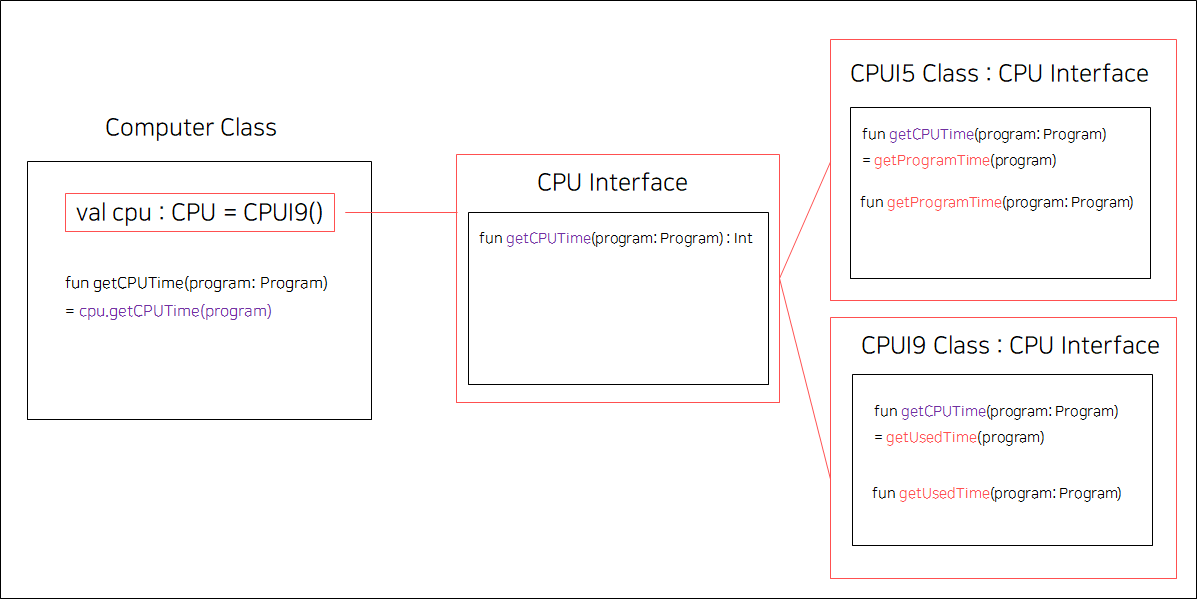 Computer Class
val cpu : CPU = CPUI9()
fun getCPUTime(program: Program)
= cpu.getCPUTime(program)
CPU Interface
fun getCPUTime(program: Program) : Int
CPUI5 Class : CPU Interface
fun getCPUTime(program: Program)
= getProgramTime(program)
fun getProgramTime(program: Program)
CPUI9 Class : CPU Interface
fun getCPUTime(program: Program)
= getUsedTime(program)
fun getUsedTime(program: Program)